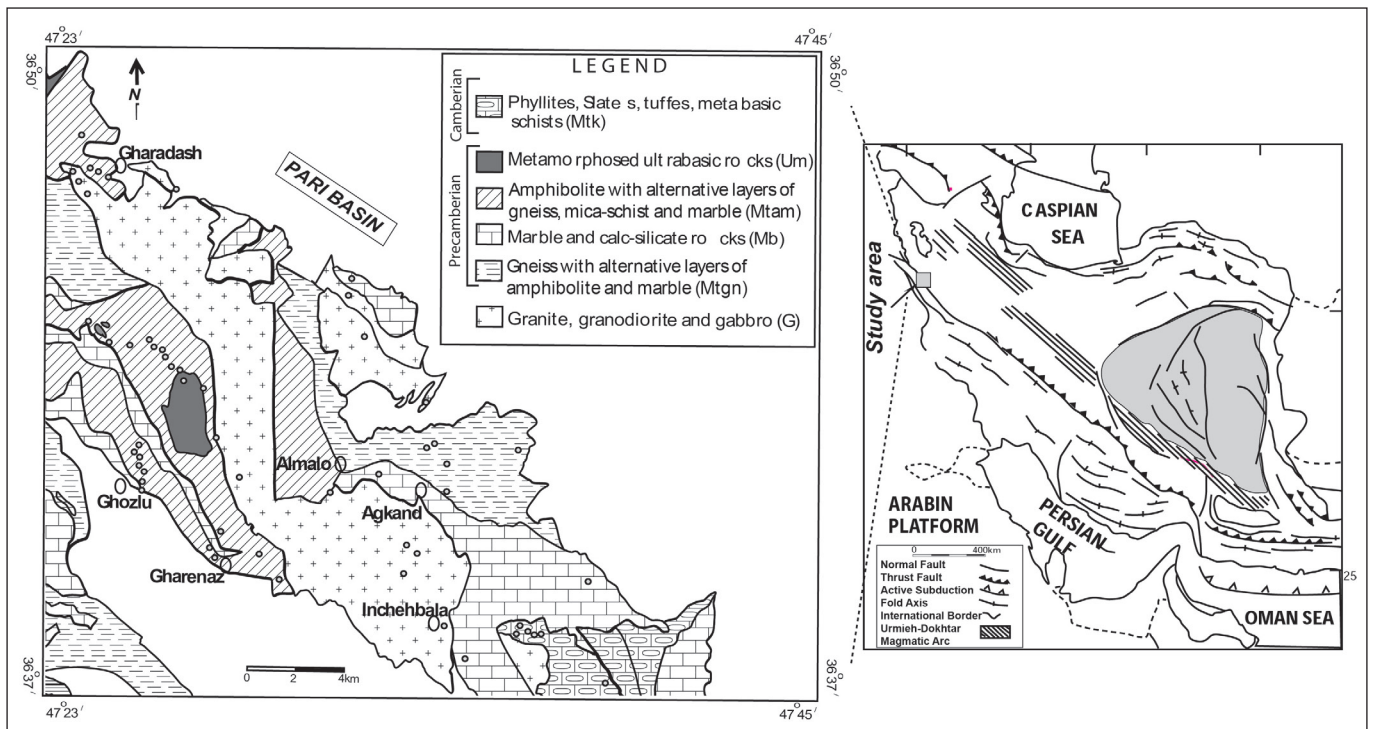 47°23′
47°45′
36°50′
36°50′
N
LEGEND
Camberian
Phyllites, Slate s, tuffes, meta basic
schists (Mtk)
Precamberian
Metamo rphosed ult rabasic ro cks (Um)
Amphibolite with alternative layers of
gneiss, mica-schist and marble (Mtam)
Marble and calc-silicate ro cks (Mb)
Gneiss with alternative layers of
amphibolite and marble (Mtgn)
Granite, granodiorite and gabbro (G)
Gharadash
PARI BASIN
Almalo
Ghozlu
Agkand
Gharenaz
Inchehbala
0 2 4km
36°37′
36°37′
47°23′
47°45′
Study area
CASPIAN
SEA
ARABIN
PLATFORM
PERSIAN
GULF
OMAN SEA
25
0 400km
Normal Fault
Thrust Fault
Active Subduction
Fold Axis
International Border
Urmieh-Dokhtar
Magmatic Arc